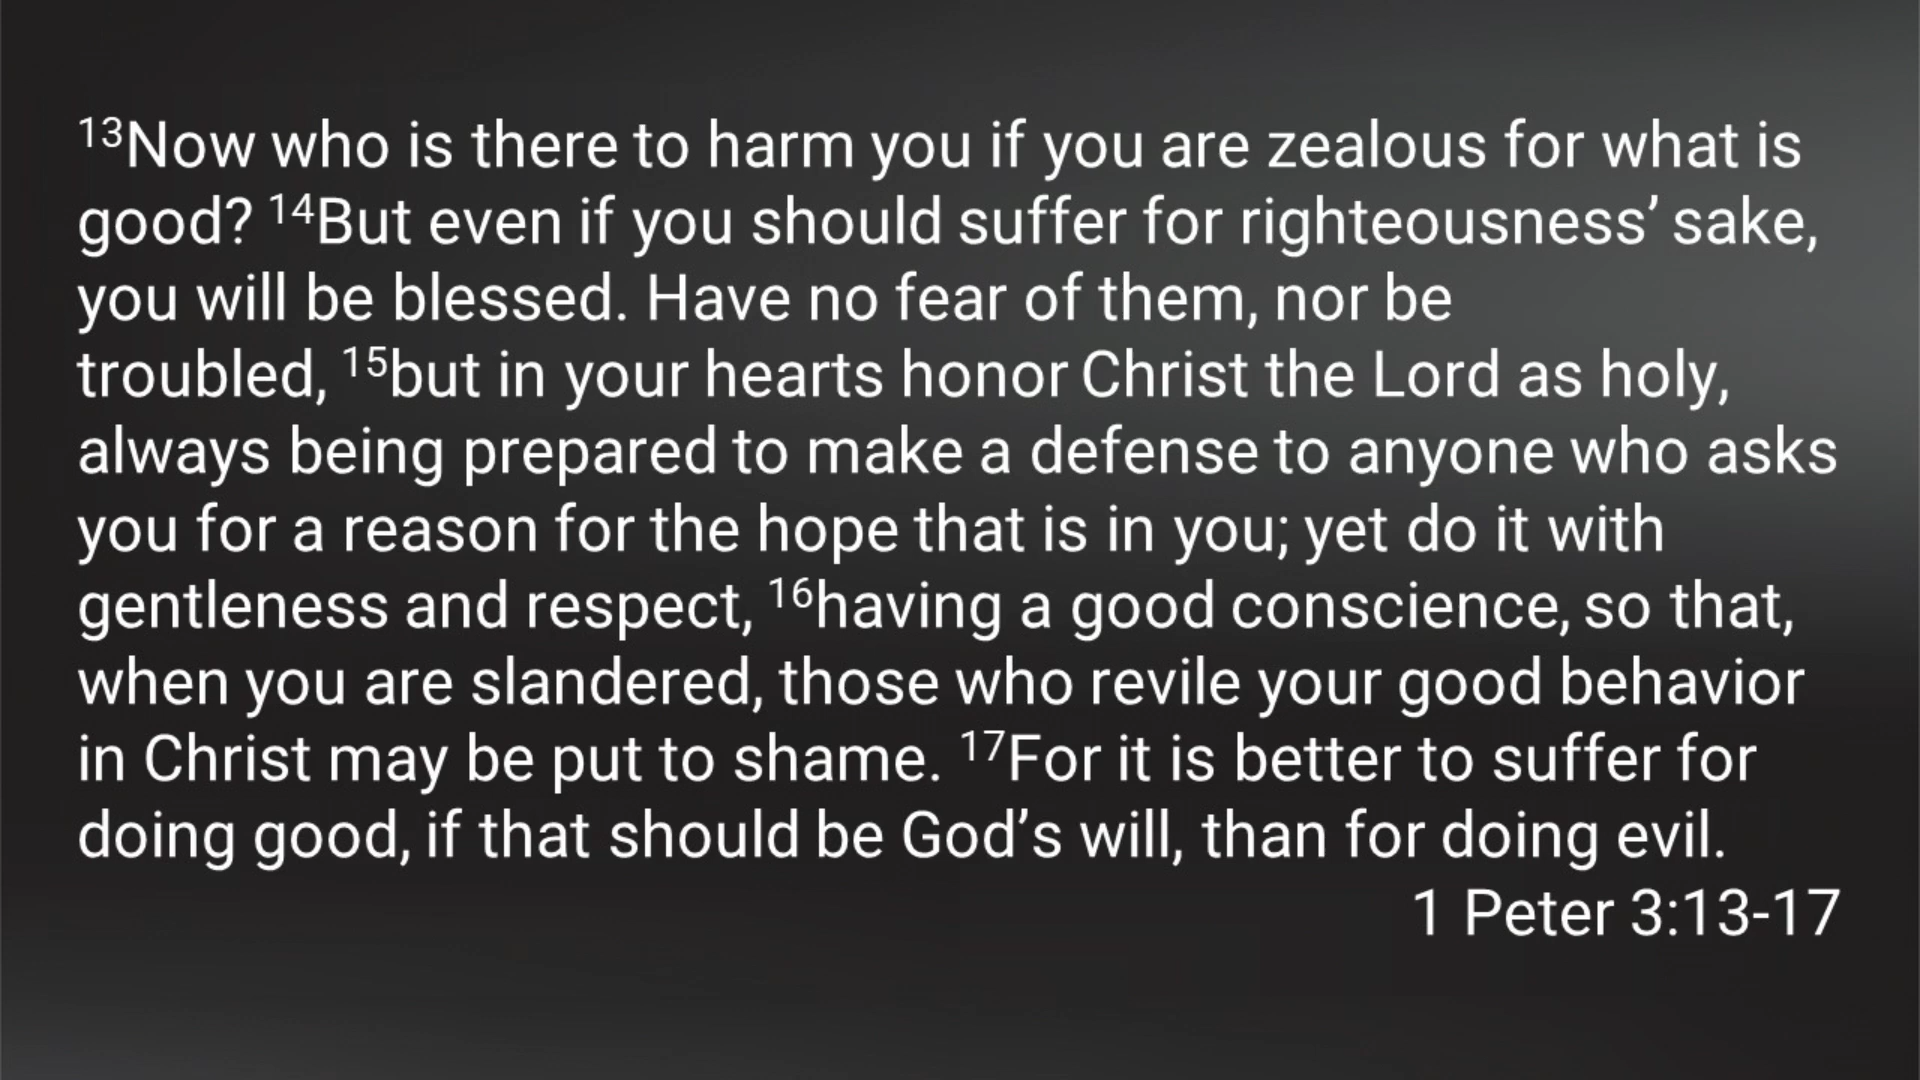 ¹³Now who is there to harm you if you are zealous for what is
good? ¹⁴But even if you should suffer for righteousness’ sake,
you will be blessed. Have no fear of them, nor be
troubled, ¹⁵but in your hearts honor Christ the Lord as holy,
always being prepared to make a defense to anyone who asks
you for a reason for the hope that is in you; yet do it with
gentleness and respect, ¹⁶having a good conscience, so that,
when you are slandered, those who revile your good behavior
in Christ may be put to shame. ¹⁷For it is better to suffer for
doing good, if that should be God’s will, than for doing evil.
1 Peter 3:13-17